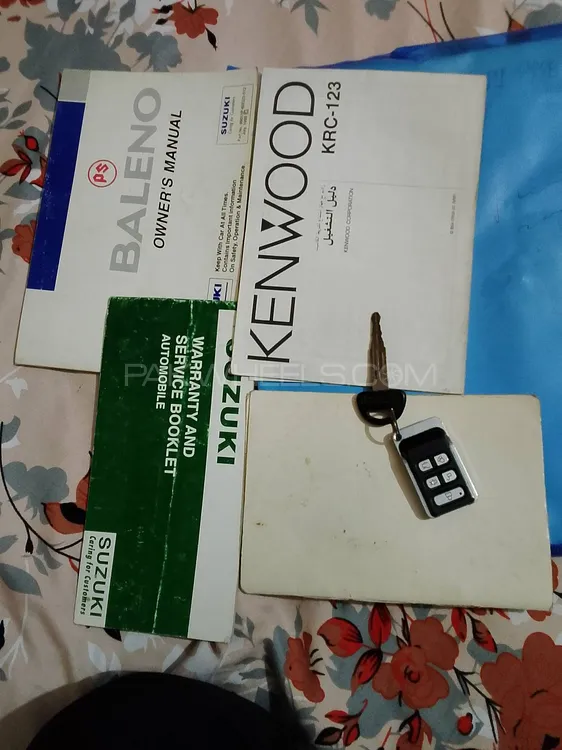 BALENO
OWNER'S MANUAL
PS
SUZUKI
Keep With Car At All Times.
Contains Important Information
On Safety, Operation & Maintenance
KENWOOD
KRC-123
دليل التشغيل
KENWOOD CORPORATION
SUZUKI
WARRANTY AND
SERVICE BOOKLET
AUTOMOBILE
SUZUKI
Caring for Customers
PAKWHEELS.COM